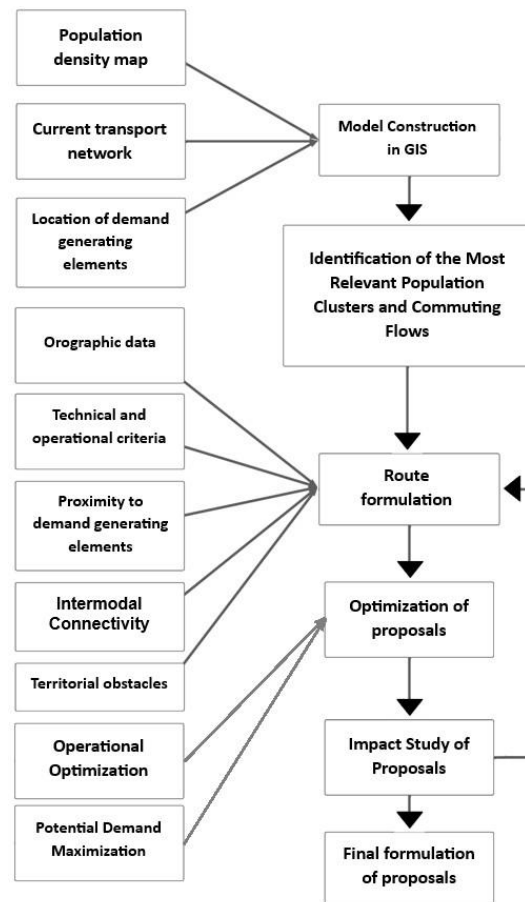 Population
density map
Current transport
network
Location of demand
generating
elements
Model Construction
in GIS
Identification of the Most
Relevant Population
Clusters and Commuting
Flows
Orographic data
Technical and
operational criteria
Proximity to
demand generating
elements
Intermodal
Connectivity
Territorial obstacles
Route
formulation
Operational
Optimization
Potential Demand
Maximization
Optimization of
proposals
Impact Study of
Proposals
Final formulation
of proposals